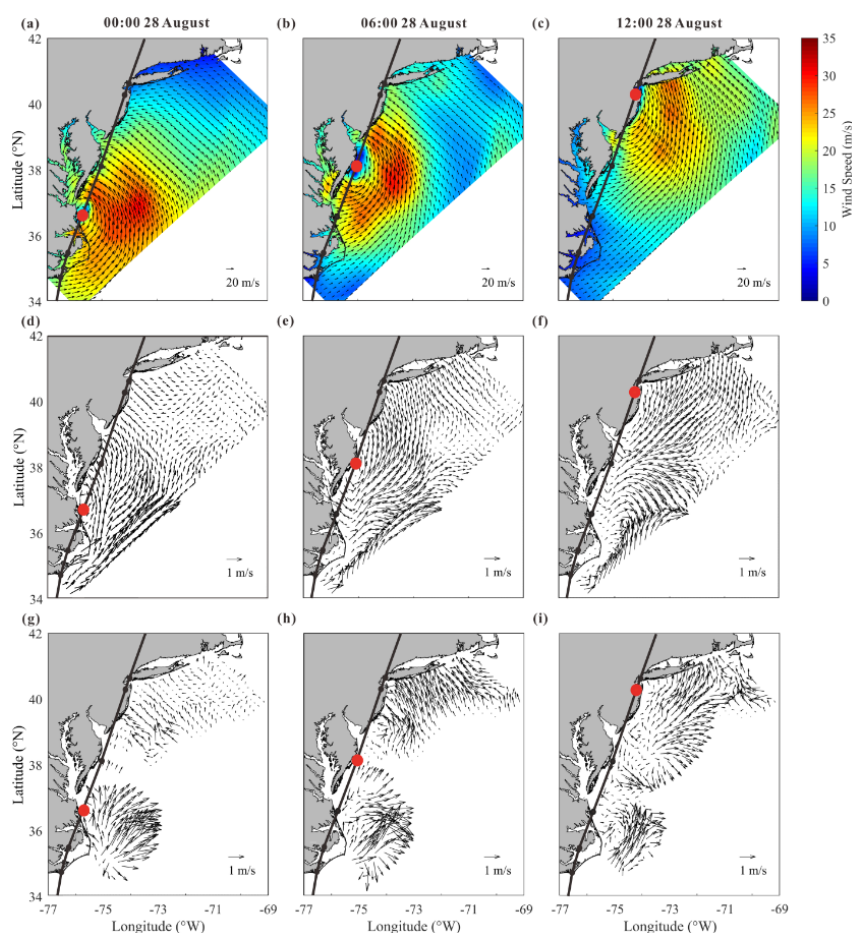 00:00 28 August
06:00 28 August
12:00 28 August
(a)
(b)
(c)
42
40
38
36
34
Latitude (°N)
20 m/s
20 m/s
20 m/s
35
30
25
20
15
10
5
0
Wind Speed (m/s)
(d)
(e)
(f)
42
40
38
36
34
Latitude (°N)
1 m/s
1 m/s
1 m/s
(g)
(h)
(i)
42
40
38
36
34
Latitude (°N)
1 m/s
1 m/s
1 m/s
-77 -75 -73 -71 -69 -77 -75 -73 -71 -69 -77 -75 -73 -71 -69
Longitude (°W) Longitude (°W) Longitude (°W)